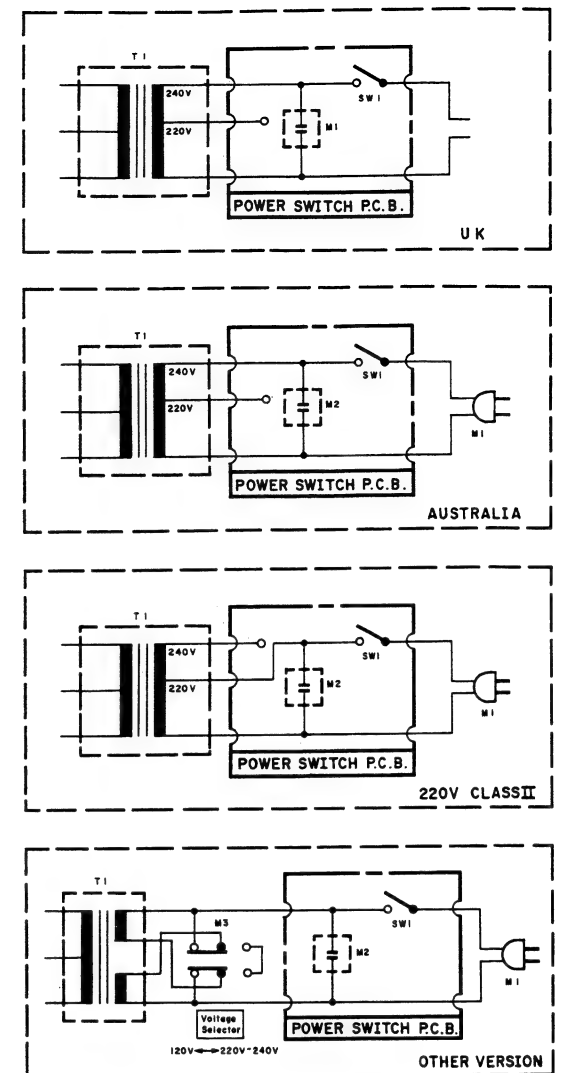 T1
240V
220V
M1
SW1
POWER SWITCH P.C.B.
UK
T1
240V
220V
M2
SW1
M1
POWER SWITCH P.C.B.
AUSTRALIA
T1
240V
220V
M2
SW1
M1
POWER SWITCH P.C.B.
220V CLASSII
T1
M3
M2
SW1
M1
Voltage
Selector
120V↔220V-240V
POWER SWITCH P.C.B.
OTHER VERSION